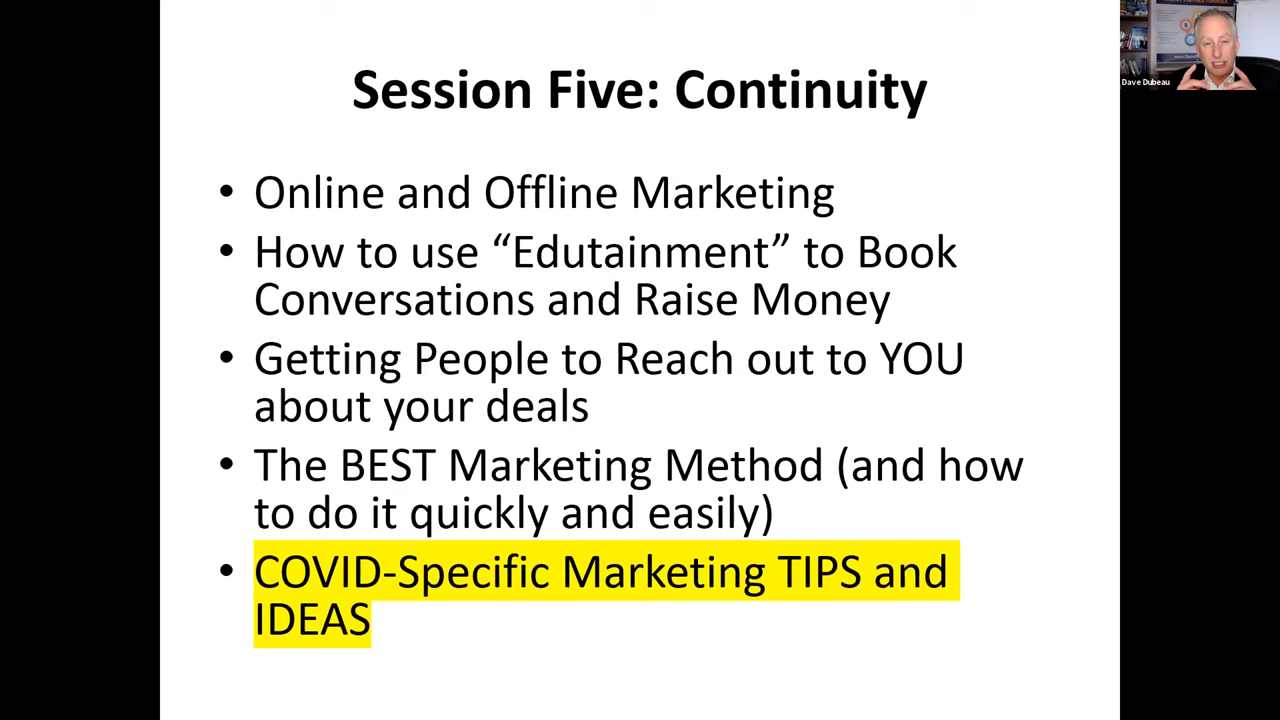 Session Five: Continuity
• Online and Offline Marketing
• How to use “Edutainment” to Book
Conversations and Raise Money
• Getting People to Reach out to YOU
about your deals
• The BEST Marketing Method (and how
to do it quickly and easily)
• COVID-Specific Marketing TIPS and
IDEAS
Dave Dubeau